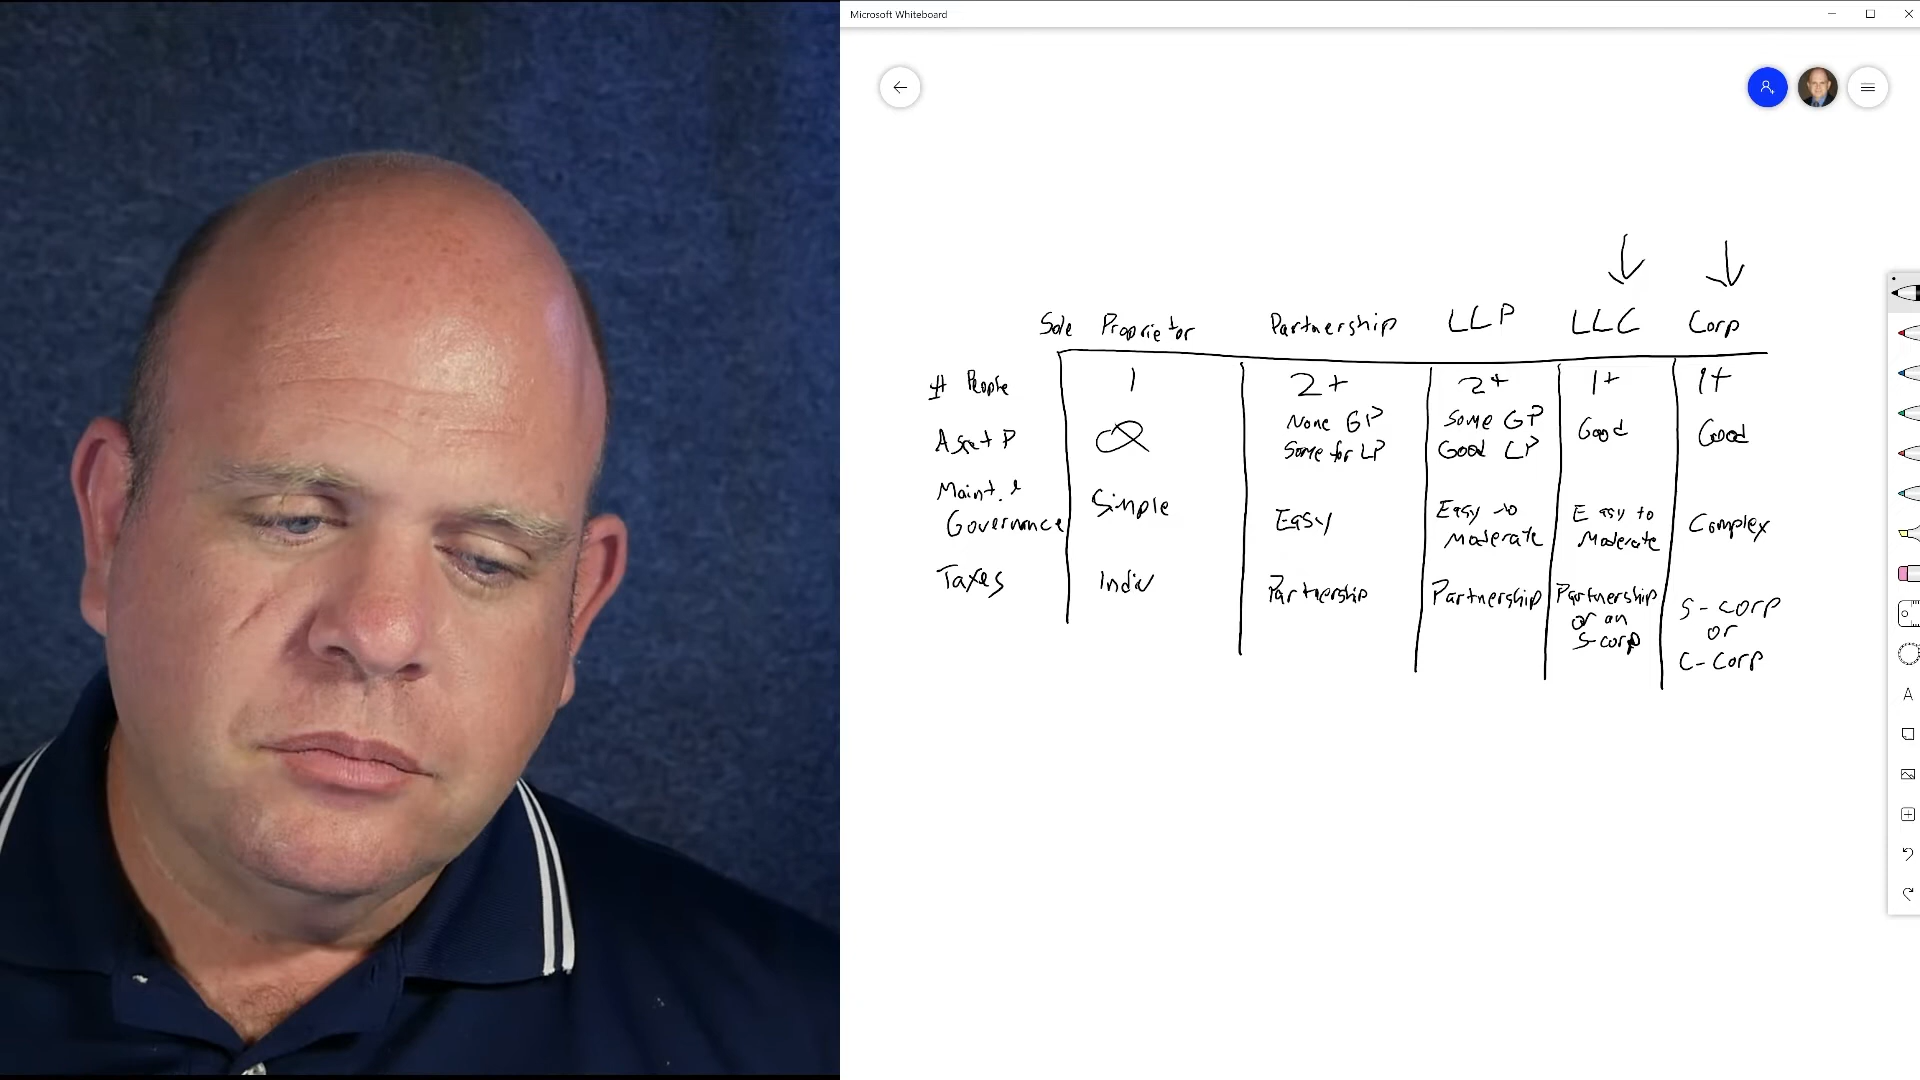 Microsoft Whiteboard
Sole Proprietor Partnership LLP LLC Corp
# People 1 2+ 2+ 1+ 1+
Asset P None GP Some for LP Some GP Good LP Good Good
Maint. & Governance Simple Easy Easy to Moderate Easy to Moderate Complex
Taxes Indiv Partnership Partnership Partnership or an S-corp S-corp or C-Corp
A